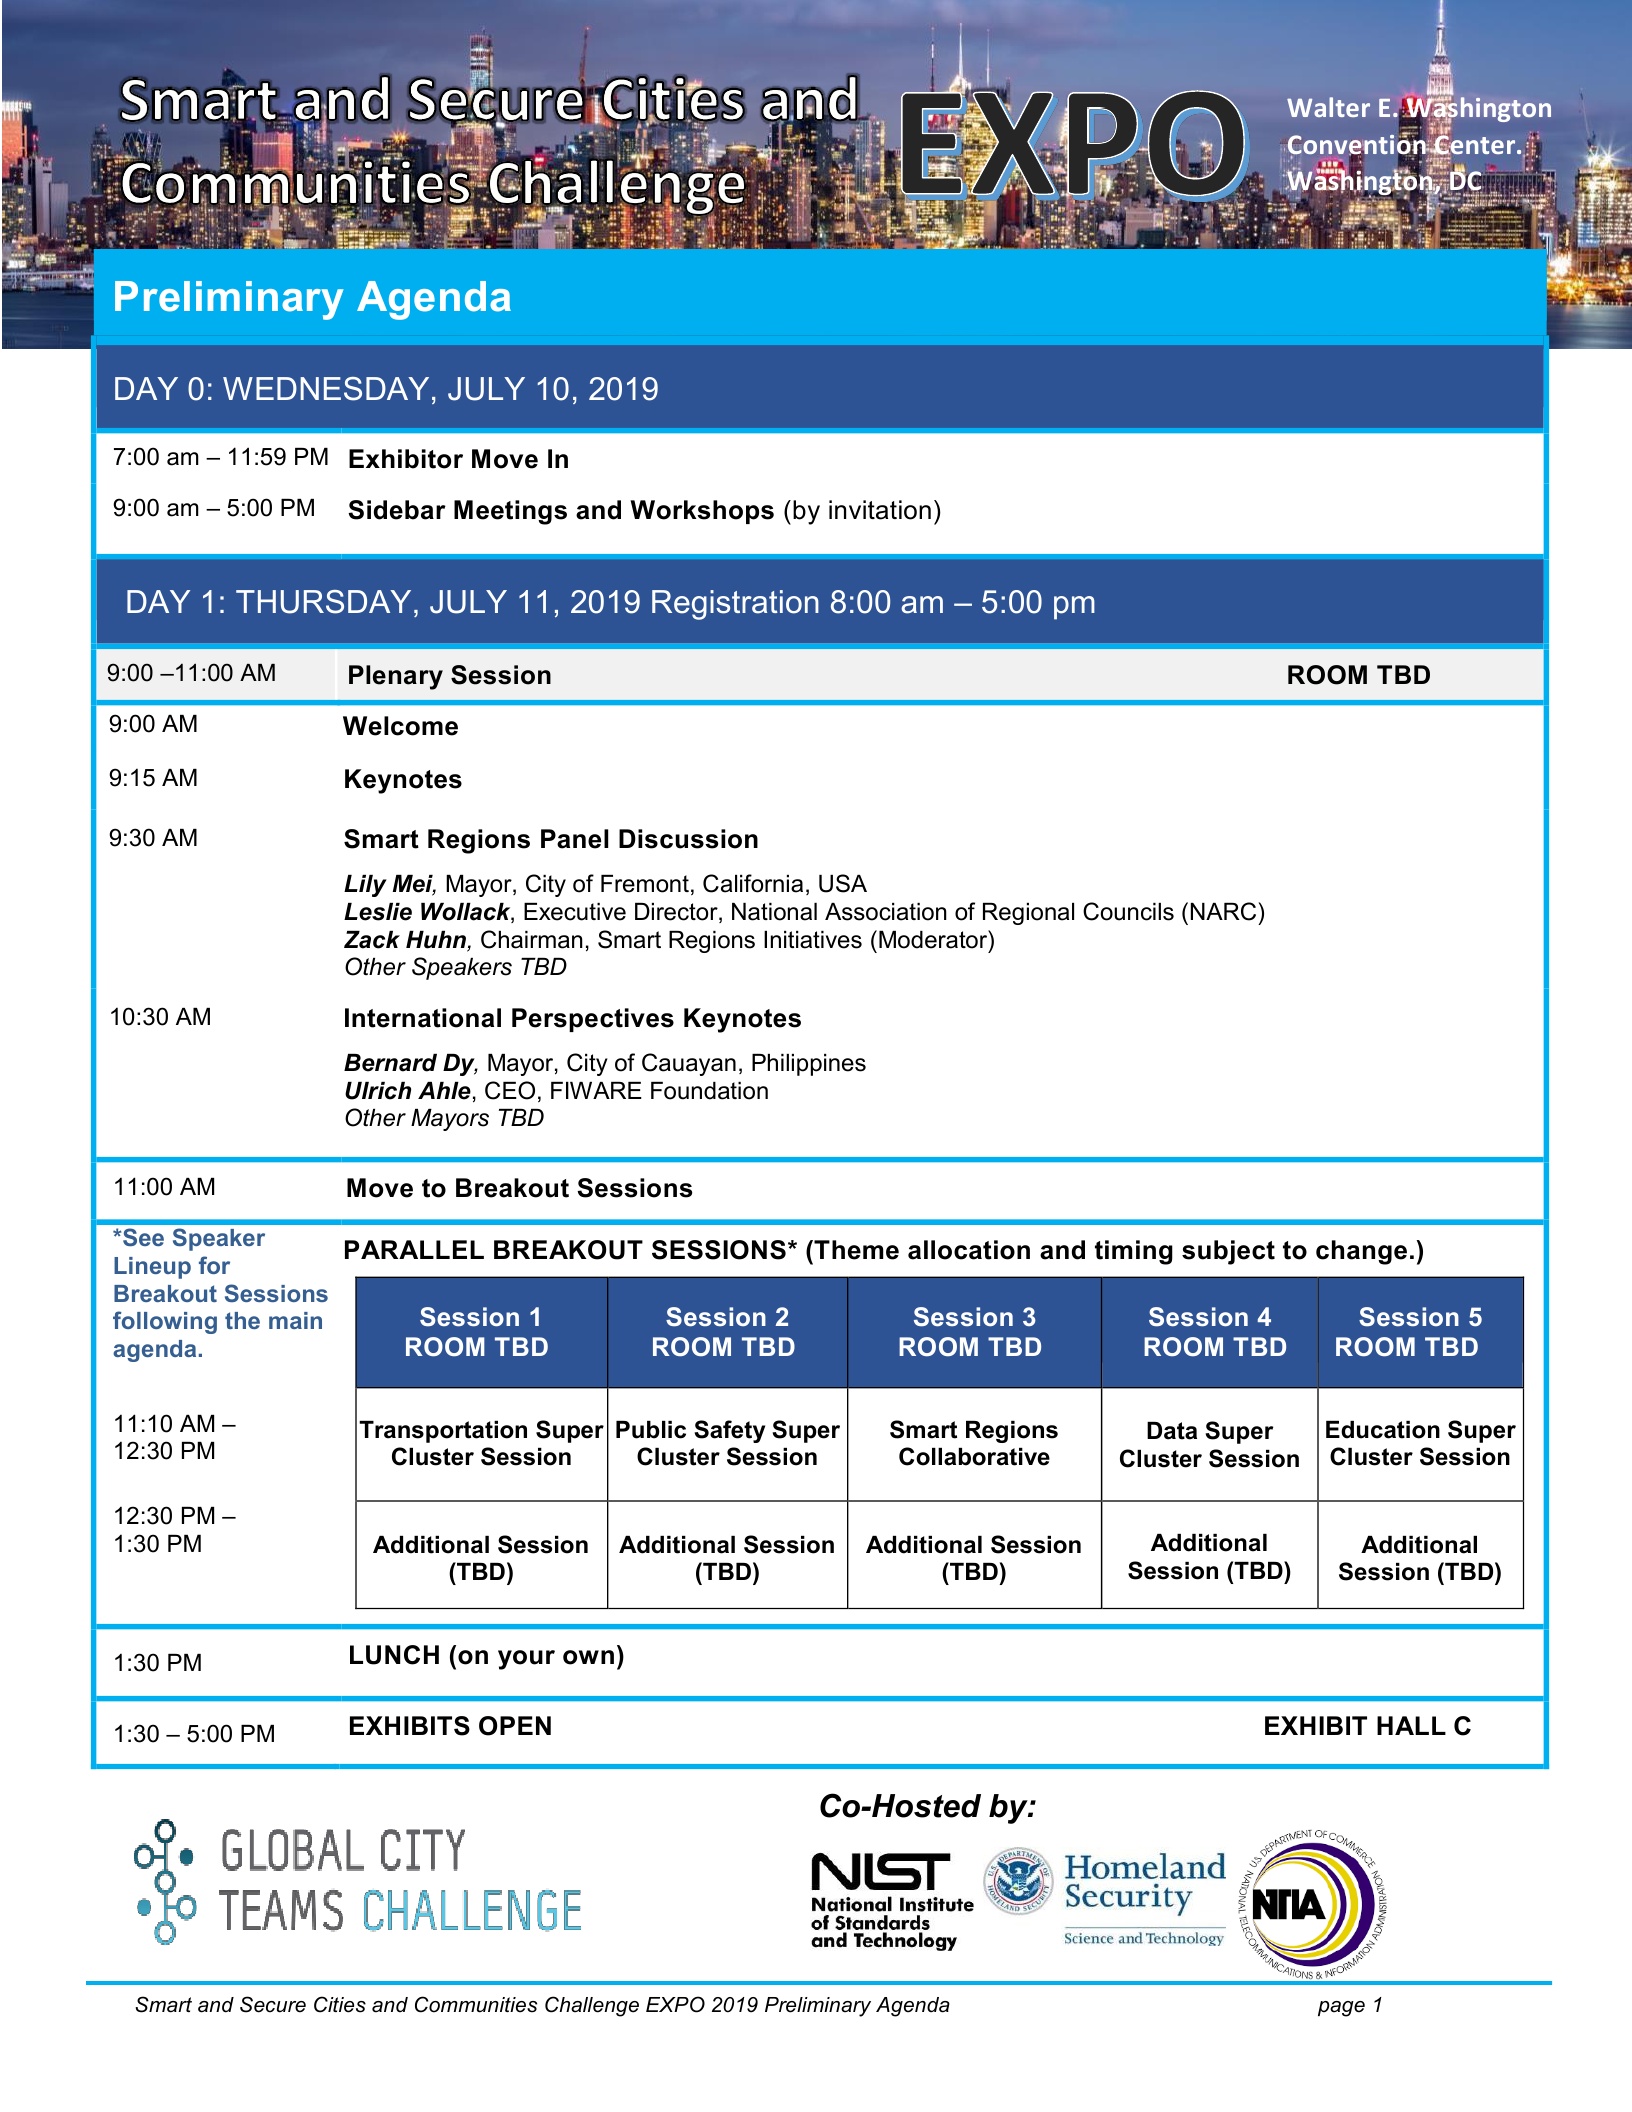 Smart and Secure Cities and
Communities Challenge
EXPO
Walter E. Washington
Convention Center.
Washington, DC
Preliminary Agenda
DAY 0: WEDNESDAY, JULY 10, 2019
7:00 am – 11:59 PM Exhibitor Move In
9:00 am – 5:00 PM Sidebar Meetings and Workshops (by invitation)
DAY 1: THURSDAY, JULY 11, 2019 Registration 8:00 am – 5:00 pm
9:00 –11:00 AM Plenary Session ROOM TBD
9:00 AM Welcome
9:15 AM Keynotes
9:30 AM Smart Regions Panel Discussion
Lily Mei, Mayor, City of Fremont, California, USA
Leslie Wollack, Executive Director, National Association of Regional Councils (NARC)
Zack Huhn, Chairman, Smart Regions Initiatives (Moderator)
Other Speakers TBD
10:30 AM International Perspectives Keynotes
Bernard Dy, Mayor, City of Cauayan, Philippines
Ulrich Ahle, CEO, FIWARE Foundation
Other Mayors TBD
11:00 AM Move to Breakout Sessions
*See Speaker
Lineup for
Breakout Sessions
following the main
agenda.
PARALLEL BREAKOUT SESSIONS* (Theme allocation and timing subject to change.)
Session 1 Session 2 Session 3 Session 4 Session 5
ROOM TBD ROOM TBD ROOM TBD ROOM TBD ROOM TBD
11:10 AM – Transportation Super Public Safety Super Smart Regions Data Super Education Super
12:30 PM Cluster Session Cluster Session Collaborative Cluster Session Cluster Session
12:30 PM –
1:30 PM
Additional Session Additional Session Additional Session Additional Additional
(TBD) (TBD) (TBD) Session (TBD) Session (TBD)
1:30 PM LUNCH (on your own)
1:30 – 5:00 PM EXHIBITS OPEN EXHIBIT HALL C
Co-Hosted by:
GLOBAL CITY
TEAMS CHALLENGE
NIST
National Institute
of Standards
and Technology
U.S. DEPARTMENT OF HOMELAND SECURITY
Homeland
Security
Science and Technology
U.S. DEPARTMENT OF COMMERCE NATIONAL TELECOMMUNICATIONS & INFORMATION ADMINISTRATION
NTIA
Smart and Secure Cities and Communities Challenge EXPO 2019 Preliminary Agenda page 1